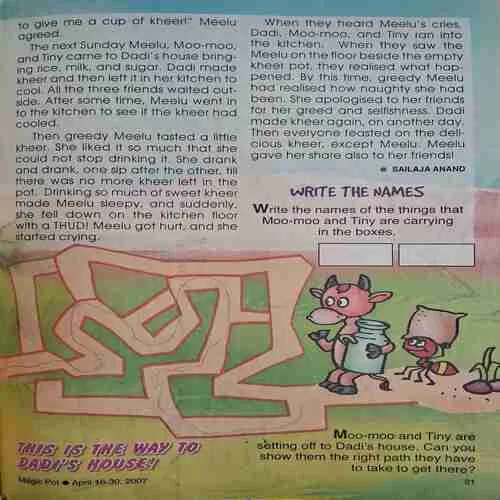 to give me a cup of kheer!" Meelu
agreed.
The next Sunday Meelu, Moo-moo,
and Tiny came to Dadi's house bring-
ing rice, milk, and sugar. Dadi made
kheer and then left it in her kitchen to
cool. All the three friends waited out-
side. After some time, Meelu went in
to the kitchen to see if the kheer had
cooled.
Then greedy Meelu tasted a little
kheer. She liked it so much that she
could not stop drinking it. She drank
and drank, one sip after the other, till
there was no more kheer left in the
pot. Drinking so much of sweet kheer
made Meelu sleepy, and suddenly,
she fell down on the kitchen floor
with a THUD! Meelu got hurt, and she
started crying.
When they heard Meelu's cries,
Dadi, Moo-moo, and Tiny ran into
the kitchen. When they saw the
Meelu on the floor beside the empty
kheer pot, they realised what hap-
pened. By this time, greedy Meelu
had realised how naughty she had
been. She apologised to her friends
for her greed and selfishness. Dadi
made kheer again, on another day.
Then everyone feasted on the deli-
cious kheer, except Meelu. Meelu
gave her share also to her friends!
● SAILAJA ANAND
WRITE THE NAMES
Write the names of the things that
Moo-moo and Tiny are carrying
in the boxes.
THIS IS THE WAY TO
DADI'S HOUSE!!
Moo-moo and Tiny are
setting off to Dadi's house. Can you
show them the right path they have
to take to get there?
Magic Pot ● April 16-30, 2007